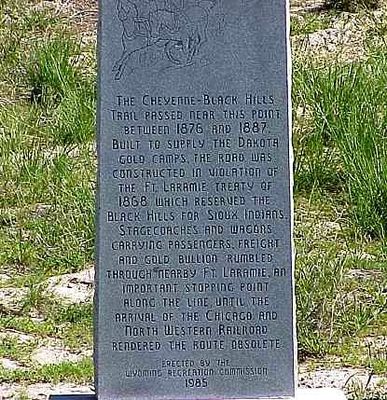 The Cheyenne-Black Hills
Trail passed near this point
between 1876 and 1887.
Built to supply the Dakota
gold camps, the road was
constructed in violation of
the Ft. Laramie Treaty of
1868 which reserved the
Black Hills for Sioux Indians.
Stagecoaches and wagons
carrying passengers, freight
and gold bullion rumbled
through nearby Ft. Laramie, an
important stopping point
along the line until the
arrival of the Chicago and
North Western Railroad
rendered the route obsolete.
Erected by the
Wyoming Recreation Commission
1985